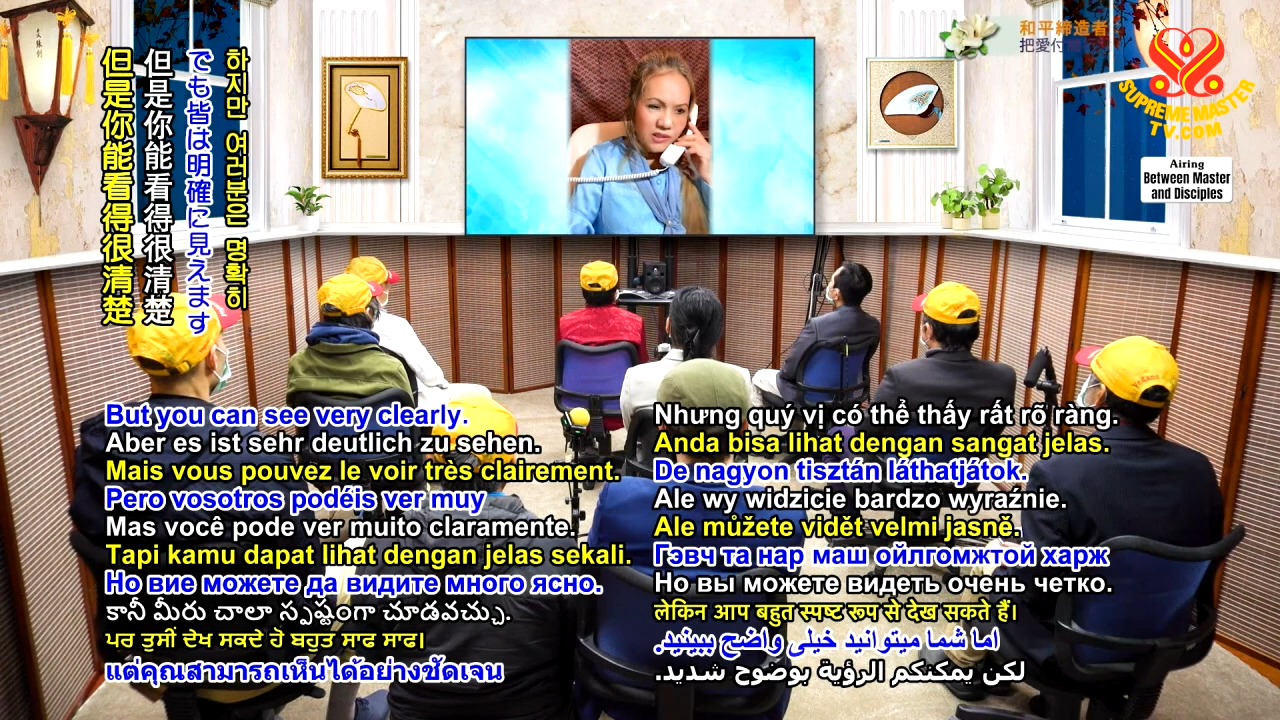 하지만 여러분은 명확히
でも皆は明確に見えます
但是你能看得很清楚
但是你能看得很清楚
和平締造者
把愛付
SUPREME MASTER
TV.COM
Airing
Between Master
and Disciples
But you can see very clearly.
Aber es ist sehr deutlich zu sehen.
Mais vous pouvez le voir très clairement.
Pero vosotros podéis ver muy
Mas você pode ver muito claramente.
Tapi kamu dapat lihat dengan jelas sekali.
Но вие можете да видите много ясно.
కానీ మీరు చాలా స్పష్టంగా చూడవచ్చు.
ਪਰ ਤੁਸੀਂ ਦੇਖ ਸਕਦੇ ਹੋ ਬਹੁਤ ਸਾਫ ਸਾਫ।
แต่คุณสามารถเห็นได้อย่างชัดเจน
Nhưng quý vị có thể thấy rất rõ ràng.
Anda bisa lihat dengan sangat jelas.
De nagyon tisztán láthatjátok.
Ale wy widzicie bardzo wyraźnie.
Ale můžete vidět velmi jasně.
Гэвч та нар маш ойлгомжтой харж
Но вы можете видеть очень четко.
लेकिन आप बहुत स्पष्ट रूप से देख सकते हैं।
اما شما میتوانید خیلی واضح ببینید.
لكن يمكنكم الرؤية بوضوح شديد.